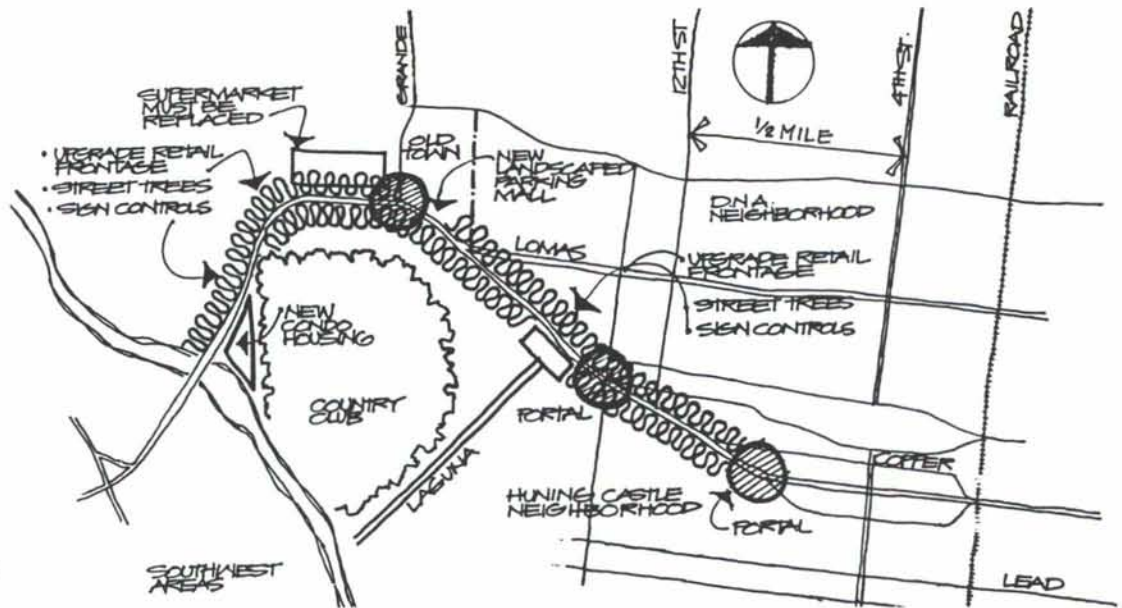 GRANDE
12TH ST
4TH ST.
RAILROAD
SUPERMARKET
MUST BE
REPLACED
1/2 MILE
• UPGRADE RETAIL
FRONTAGE
• STREET TREES
• SIGN CONTROLS
OLD
TOWN
NEW
LANDSCAPED
PARKING
MALL
D.N.A.
NEIGHBORHOOD
LOMAS
• UPGRADE RETAIL
FRONTAGE
• STREET TREES
• SIGN CONTROLS
NEW
CONDO
HOUSING
COUNTRY
CLUB
PORTAL
LAGUNA
COPPER
HUNING CASTLE
NEIGHBORHOOD
PORTAL
SOUTHWEST
AREAS
LEAD